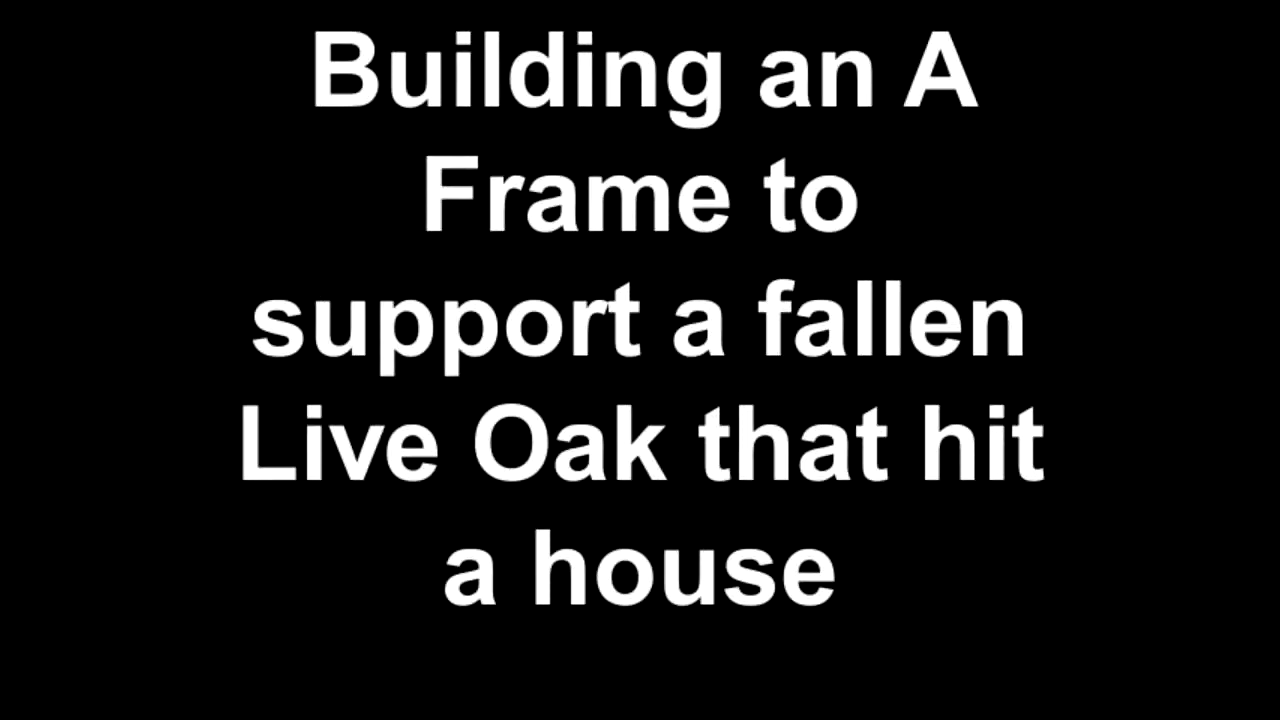 Building an A
Frame to
support a fallen
Live Oak that hit
a house